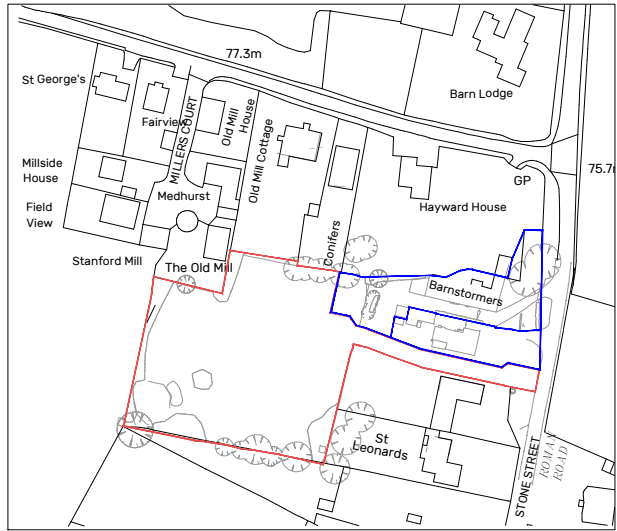 77.3m
St George's
Barn Lodge
Fairview
Old Mill
House
MILLERS COURT
Old Mill Cottage
75.7m
Millside
House
GP
Medhurst
Field
View
Hayward House
Conifers
Stanford Mill
The Old Mill
Barnstormers
St
Leonards
STONE STREET
ROMAN
ROAD